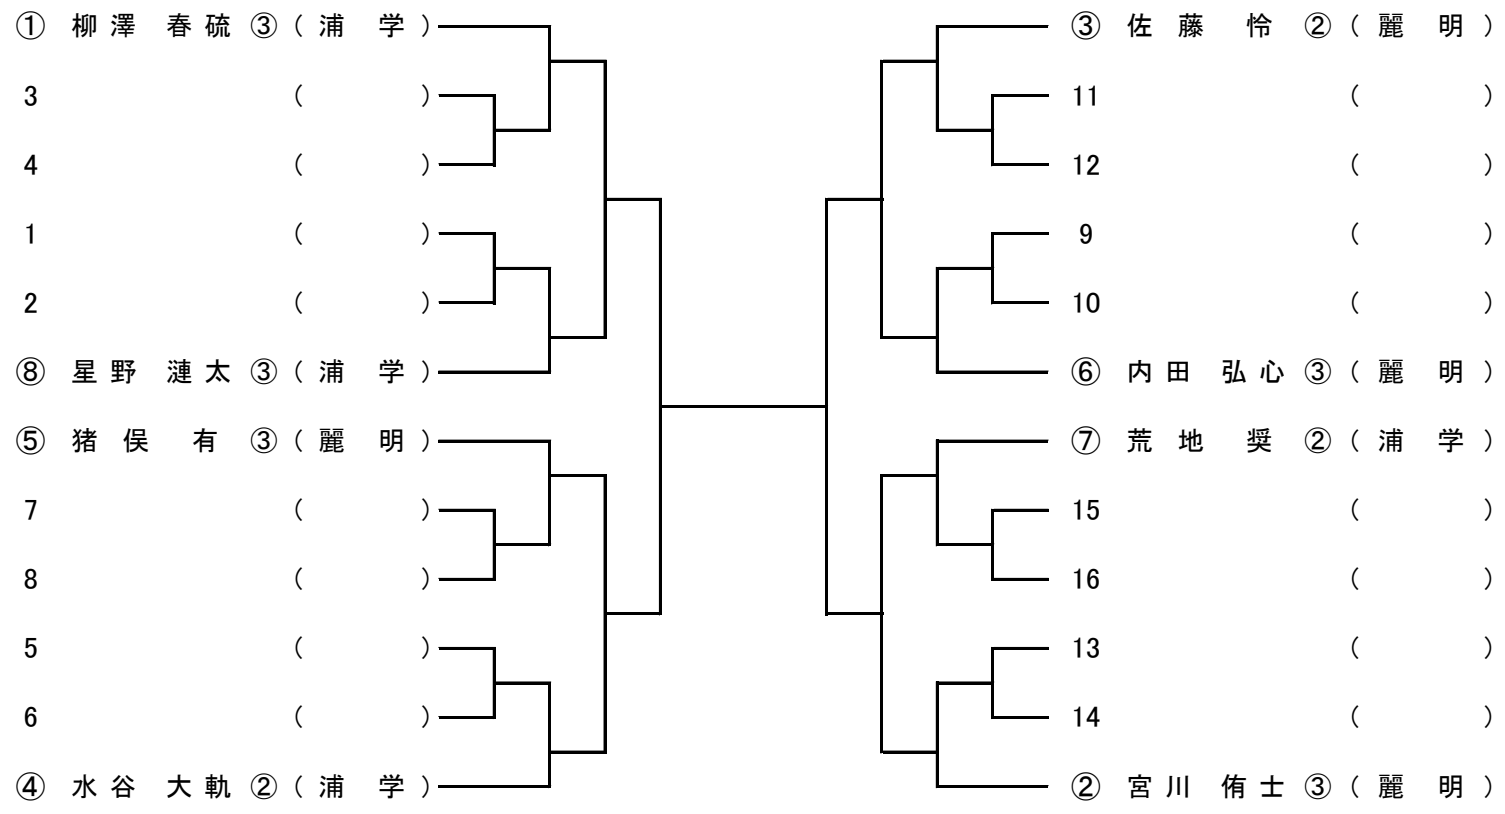 ① 柳澤 春硫 ③ ( 浦 学 )
3 ( )
4 ( )
1 ( )
2 ( )
⑧ 星野 漣太 ③ ( 浦 学 )
⑤ 猪俣 有 ③ ( 麗 明 )
7 ( )
8 ( )
5 ( )
6 ( )
④ 水谷 大軌 ② ( 浦 学 )
③ 佐藤 怜 ② ( 麗 明 )
11 ( )
12 ( )
9 ( )
10 ( )
⑥ 内田 弘心 ③ ( 麗 明 )
⑦ 荒地 奨 ② ( 浦 学 )
15 ( )
16 ( )
13 ( )
14 ( )
② 宮川 侑士 ③ ( 麗 明 )